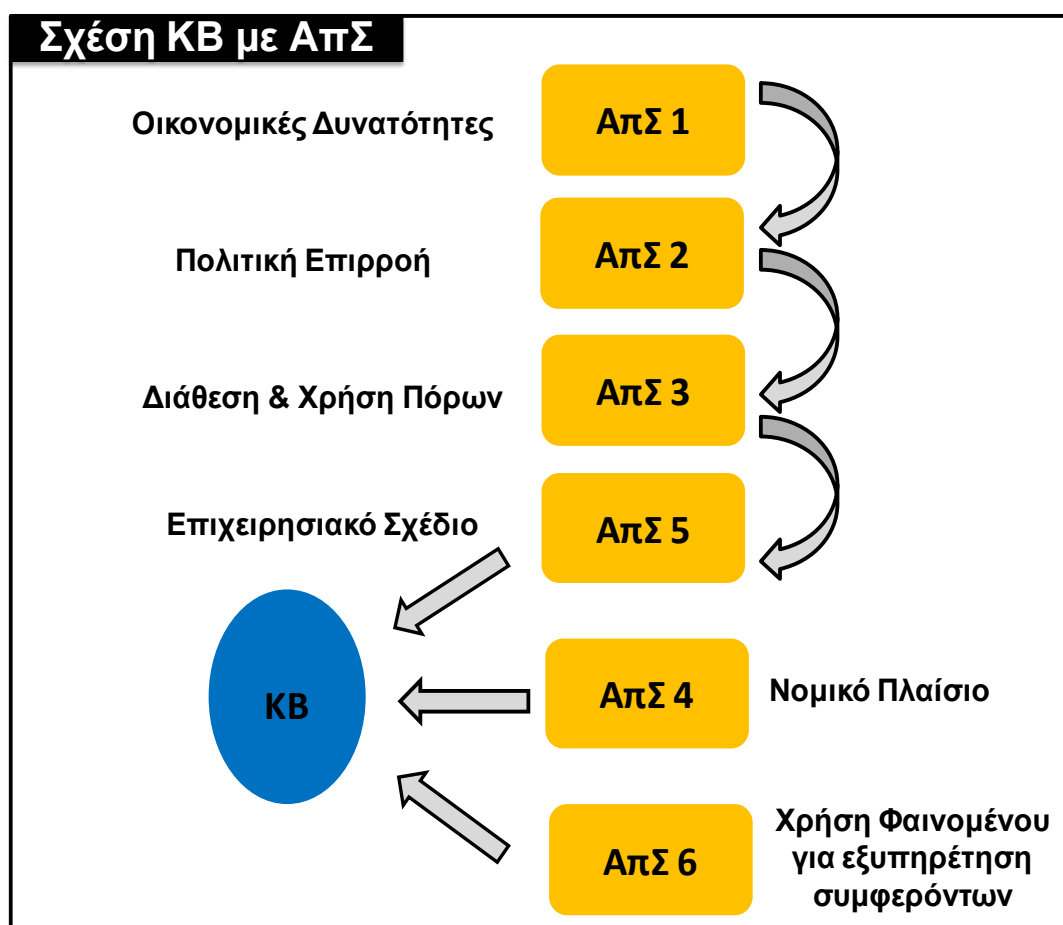 Σχέση ΚΒ με ΑπΣ
Οικονομικές Δυνατότητες
ΑπΣ 1
Πολιτική Επιρροή
ΑπΣ 2
Διάθεση & Χρήση Πόρων
ΑπΣ 3
Επιχειρησιακό Σχέδιο
ΑπΣ 5
ΚΒ
ΑπΣ 4
Νομικό Πλαίσιο
ΑπΣ 6
Χρήση Φαινομένου
για εξυπηρέτηση
συμφερόντων